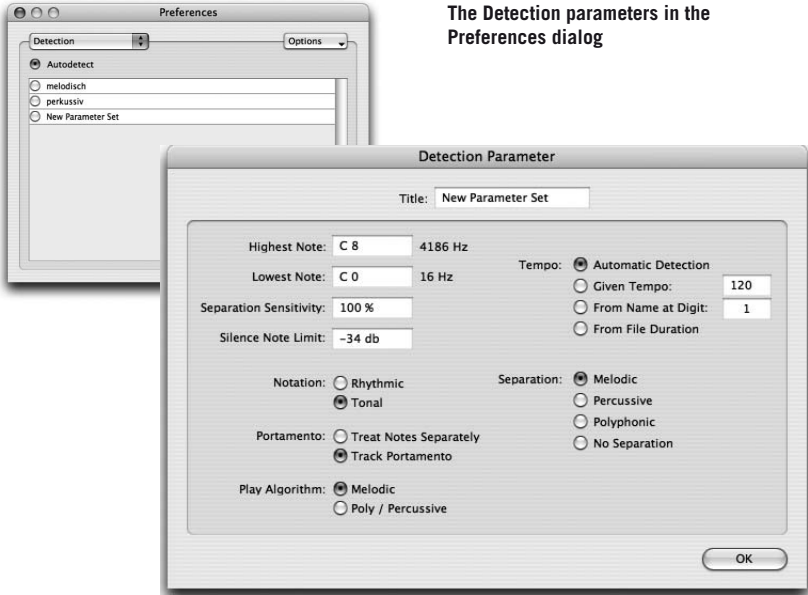 The Detection parameters in the
Preferences dialog
Preferences
Detection
Options
Autodetect
melodisch
perkussiv
New Parameter Set
Detection Parameter
Title: New Parameter Set
Highest Note: C 8 4186 Hz
Lowest Note: C 0 16 Hz
Separation Sensitivity: 100 %
Silence Note Limit: -34 db
Tempo: Automatic Detection
Given Tempo: 120
From Name at Digit: 1
From File Duration
Notation: Rhythmic
Tonal
Portamento: Treat Notes Separately
Track Portamento
Play Algorithm: Melodic
Poly / Percussive
Separation: Melodic
Percussive
Polyphonic
No Separation
OK